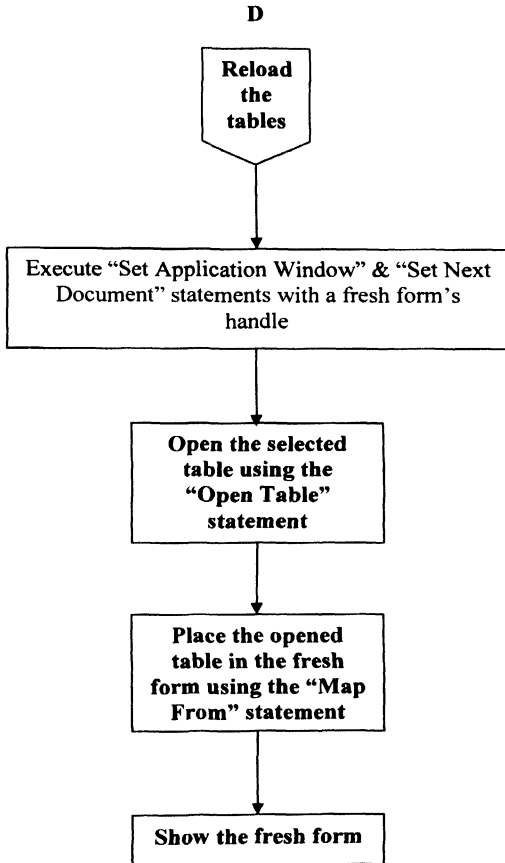 D
Reload
the
tables
Execute “Set Application Window” & “Set Next
Document” statements with a fresh form’s
handle
Open the selected
table using the
“Open Table”
statement
Place the opened
table in the fresh
form using the “Map
From” statement
Show the fresh form